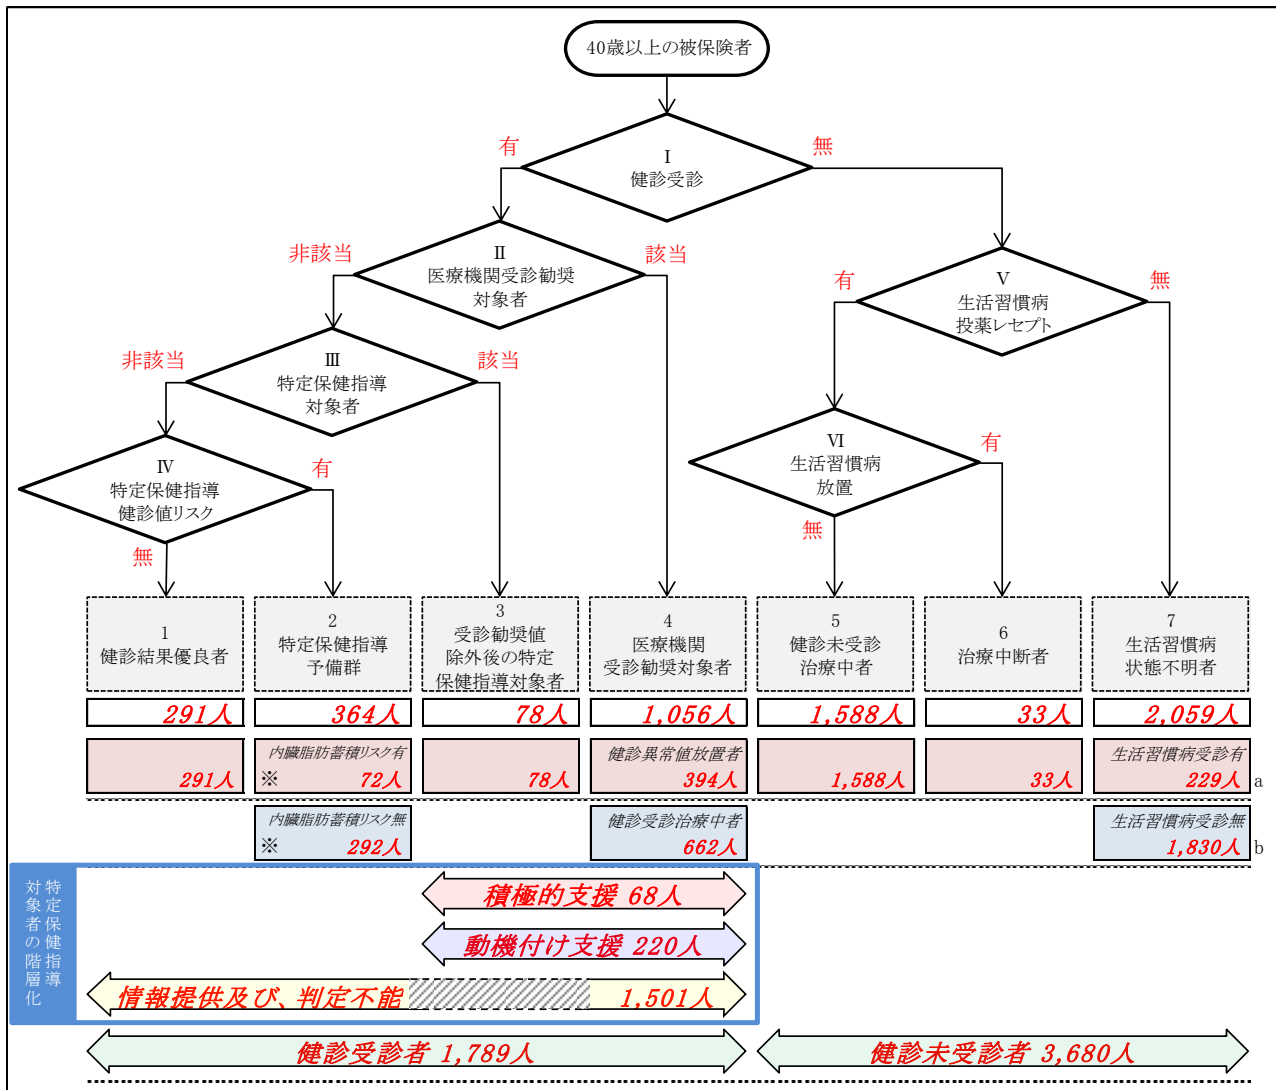 40歳以上の被保険者
Ⅰ
健診受診
有
無
Ⅱ
医療機関受診勧奨
対象者
非該当
該当
Ⅴ
生活習慣病
投薬レセプト
有
無
Ⅲ
特定保健指導
対象者
非該当
該当
Ⅵ
生活習慣病
放置
有
無
Ⅳ
特定保健指導
健診値リスク
有
無
1
健診結果優良者
2
特定保健指導
予備群
3
受診勧奨値
除外後の特定
保健指導対象者
4
医療機関
受診勧奨対象者
5
健診未受診
治療中者
6
治療中断者
7
生活習慣病
状態不明者
291人
364人
78人
1,056人
1,588人
33人
2,059人
291人
内臓脂肪蓄積リスク有
※ 72人
78人
健診異常値放置者
394人
1,588人
33人
生活習慣病受診有
229人
a
内臓脂肪蓄積リスク無
※ 292人
健診受診治療中者
662人
生活習慣病受診無
1,830人
b
特定保健指導
対象者の階層化
積極的支援 68人
動機付け支援 220人
情報提供及び、判定不能 1,501人
健診受診者 1,789人
健診未受診者 3,680人